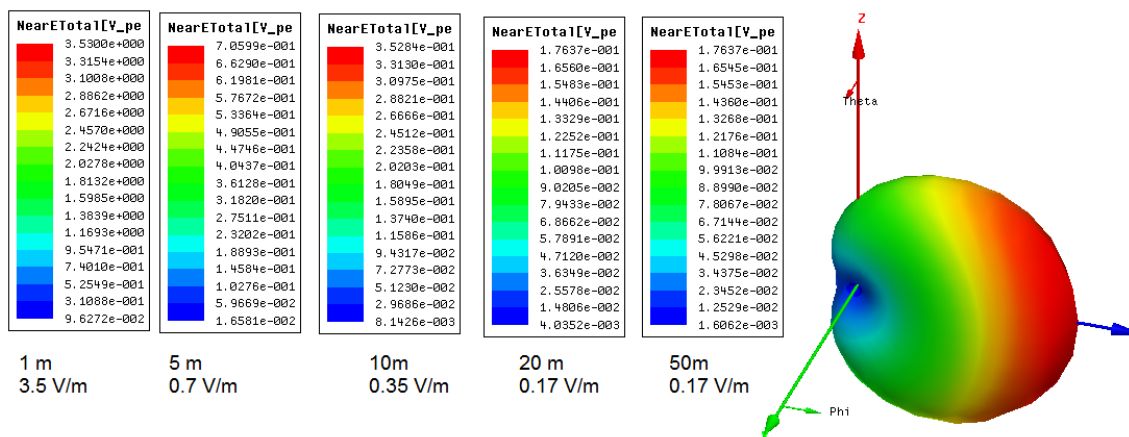 NearETotal[V_pe
3.5300e+000
3.3154e+000
3.1008e+000
2.8862e+000
2.6716e+000
2.4570e+000
2.2424e+000
2.0278e+000
1.8132e+000
1.5985e+000
1.3839e+000
1.1693e+000
9.5471e-001
7.4010e-001
5.2549e-001
3.1088e-001
9.6272e-002
1 m
3.5 V/m
NearETotal[V_pe
7.0599e-001
6.6290e-001
6.1981e-001
5.7672e-001
5.3364e-001
4.9055e-001
4.4746e-001
4.0437e-001
3.6128e-001
3.1820e-001
2.7511e-001
2.3202e-001
1.8893e-001
1.4584e-001
1.0276e-001
5.9669e-002
1.6581e-002
5 m
0.7 V/m
NearETotal[V_pe
3.5284e-001
3.3130e-001
3.0975e-001
2.8821e-001
2.6666e-001
2.4512e-001
2.2358e-001
2.0203e-001
1.8049e-001
1.5895e-001
1.3740e-001
1.1586e-001
9.4317e-002
7.2773e-002
5.1230e-002
2.9686e-002
8.1426e-003
10m
0.35 V/m
NearETotal[V_pe
1.7637e-001
1.6560e-001
1.5483e-001
1.4406e-001
1.3329e-001
1.2252e-001
1.1175e-001
1.0098e-001
9.0205e-002
7.9433e-002
6.8662e-002
5.7891e-002
4.7120e-002
3.6349e-002
2.5578e-002
1.4806e-002
4.0352e-003
20 m
0.17 V/m
NearETotal[V_pe
1.7637e-001
1.6545e-001
1.5453e-001
1.4360e-001
1.3268e-001
1.2176e-001
1.1084e-001
9.9913e-002
8.8990e-002
7.8067e-002
6.7144e-002
5.6221e-002
4.5298e-002
3.4375e-002
2.3452e-002
1.2529e-002
1.6062e-003
50m
0.17 V/m
Z
Theta
Phi